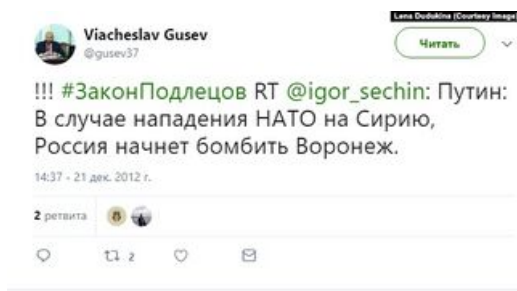 Lena Dudukina (Courtesy Image)
Viacheslav Gusev
@gusev37
Читать
!!! #ЗаконПодлецов RT @igor_sechin: Путин:
В случае нападения НАТО на Сирию,
Россия начнет бомбить Воронеж.
14:37 - 21 дек. 2012 г.
2 ретвита
2